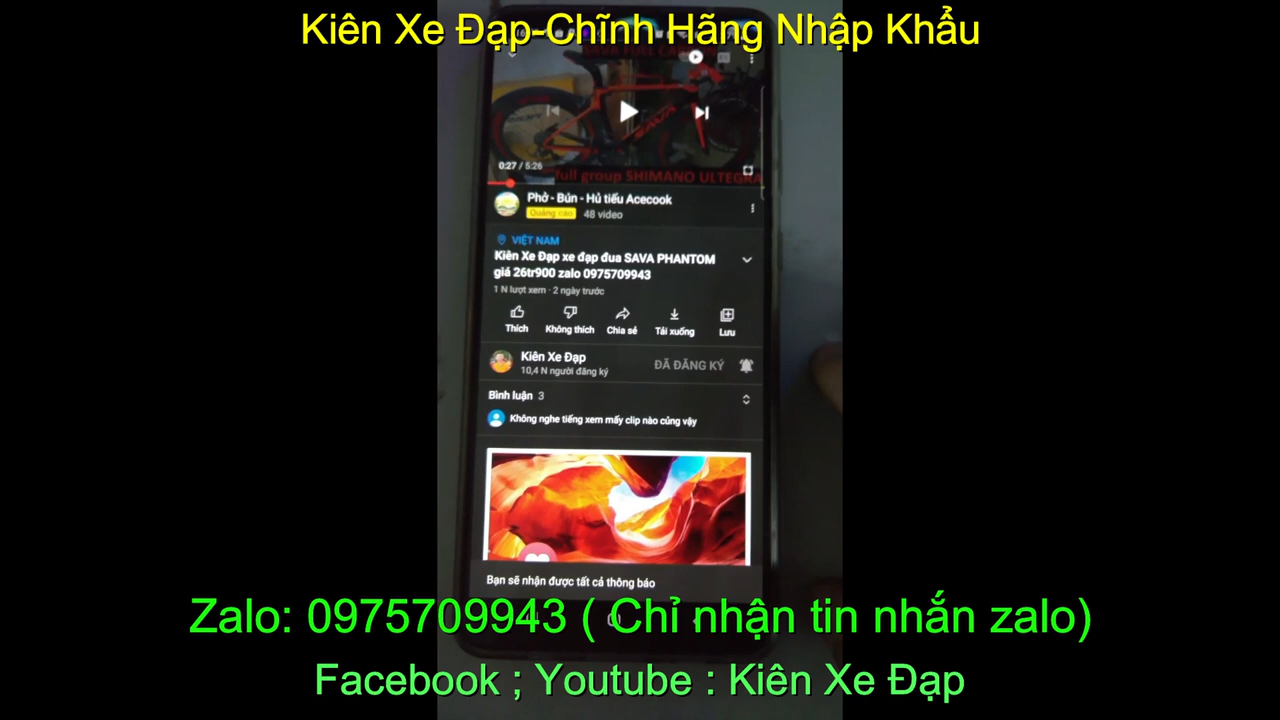 Kiên Xe Đạp-Chĩnh Hãng Nhập Khẩu
SAVA
0:27 / 5:26
full group SHIMANO ULTEGRA
Phở - Bún - Hủ tiếu Acecook
Quảng cáo 48 video
VIỆT NAM
Kiên Xe Đạp xe đạp đua SAVA PHANTOM
giá 26tr900 zalo 0975709943
1 N lượt xem · 2 ngày trước
Thích Không thích Chia sẻ Tải xuống Lưu
Kiên Xe Đạp
10,4 N người đăng ký
ĐÃ ĐĂNG KÝ
Bình luận 3
Không nghe tiếng xem mấy clip nào củng vậy
Bạn sẽ nhận được tất cả thông báo
Zalo: 0975709943 ( Chỉ nhận tin nhắn zalo)
Facebook ; Youtube : Kiên Xe Đạp